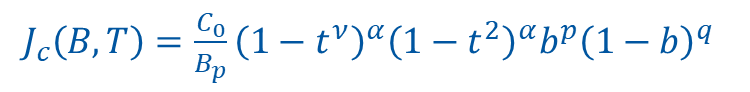 J_c(B, T) = \frac{C_0}{B_p} (1 - t^ν)^α (1 - t^2)^α b^p (1 - b)^q